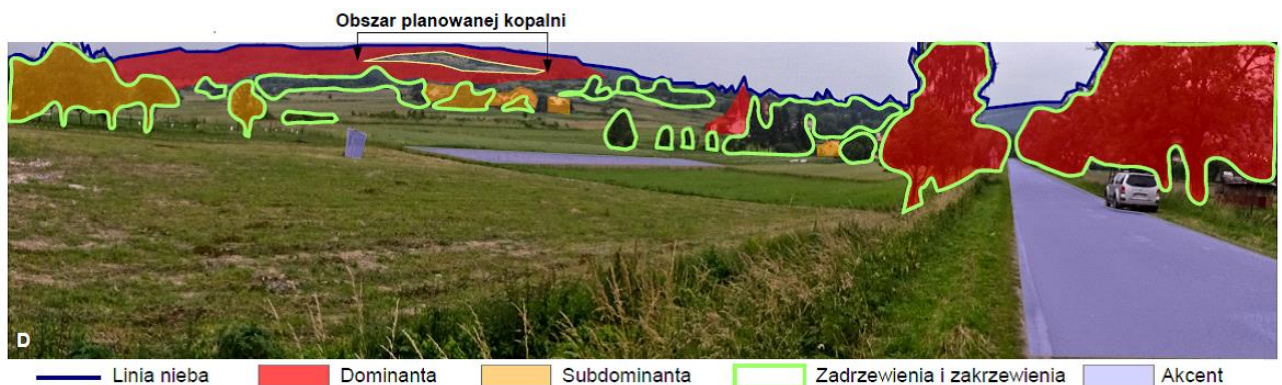 Obszar planowanej kopalni
D
Linia nieba Dominanta Subdominanta Zadrzewienia i zakrzewienia Akcent